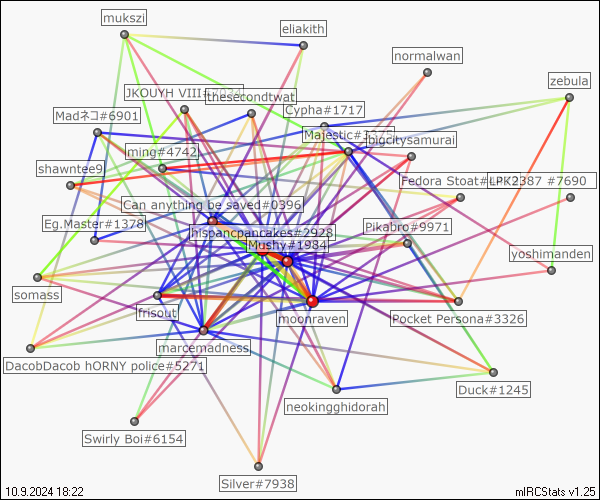 mukszi
eliakith
normalwan
zebula
JKOUYH VIII
thesecondtwat
Cypha#1717
Madネコ#6901
Majestic#3375
bigcitysamurai
ming#4742
shawntee9
Fedora Stoat#
LPK2387 #7690
Can anything be saved#0396
Eg.Master#1378
hispancpancakes#2928
Pikabro#9971
Mushy#1984
yoshimanden
somass
frisout
moonraven
Pocket Persona#3326
marcemadness
DacobDacob hORNY police#5271
Duck#1245
neokingghidorah
Swirly Boi#6154
Silver#7938
10.9.2024 18:22
mIRCStats v1.25